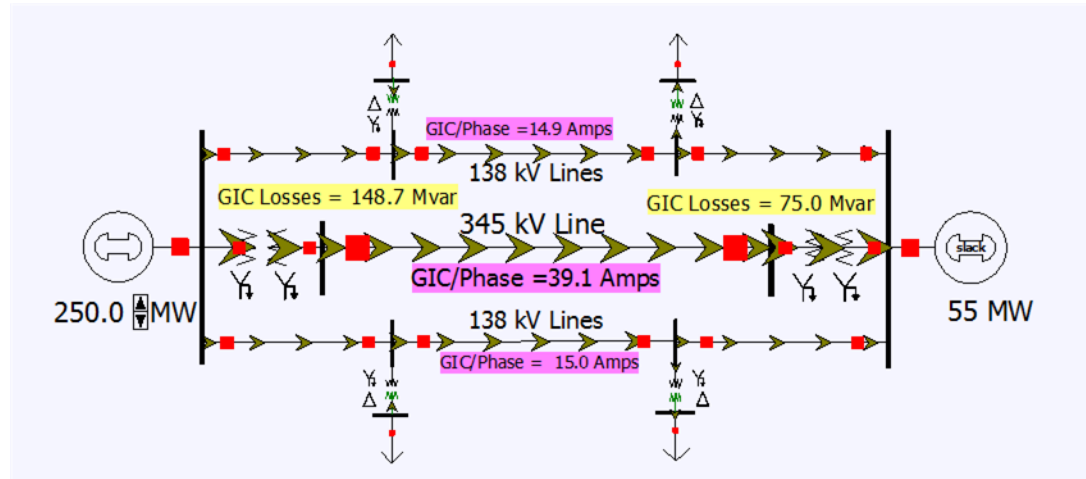 GIC/Phase =14.9 Amps
138 kV Lines
GIC Losses = 148.7 Mvar
GIC Losses = 75.0 Mvar
345 kV Line
slack
GIC/Phase =39.1 Amps
250.0 MW
55 MW
138 kV Lines
GIC/Phase = 15.0 Amps